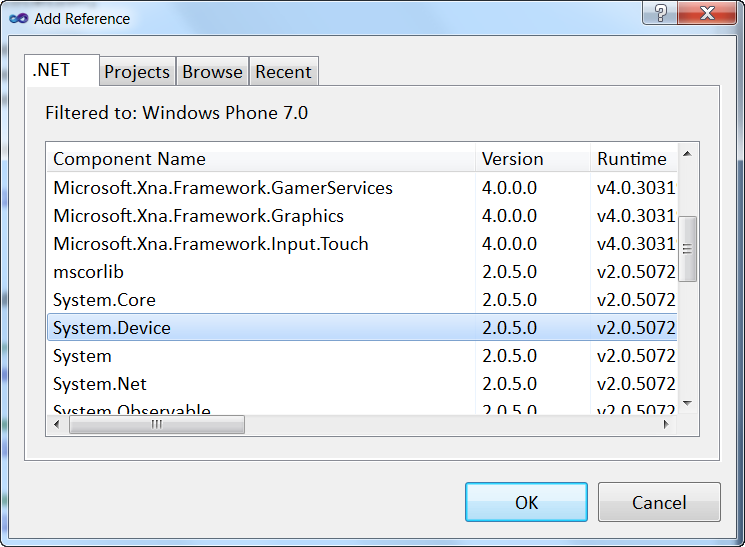 Add Reference
.NET Projects Browse Recent
Filtered to: Windows Phone 7.0
Component Name Version Runtime
Microsoft.Xna.Framework.GamerServices 4.0.0.0 v4.0.3031
Microsoft.Xna.Framework.Graphics 4.0.0.0 v4.0.3031
Microsoft.Xna.Framework.Input.Touch 4.0.0.0 v4.0.3031
mscorlib 2.0.5.0 v2.0.5072
System.Core 2.0.5.0 v2.0.5072
System.Device 2.0.5.0 v2.0.5072
System 2.0.5.0 v2.0.5072
System.Net 2.0.5.0 v2.0.5072
System.Observable 2.0.5.0 v2.0.5072
OK Cancel